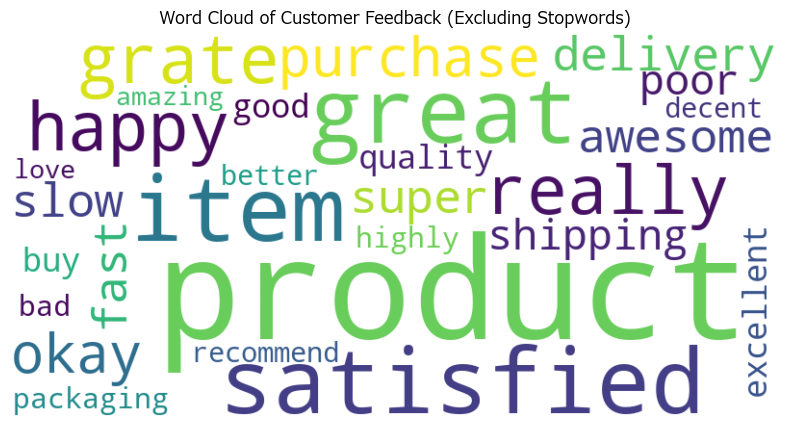 Word Cloud of Customer Feedback (Excluding Stopwords)
grate purchase delivery
amazing good great poor decent
happy quality awesome
love better
slow item super really
highly shipping
buy fast product excellent
bad
okay recommend satisfied
packaging